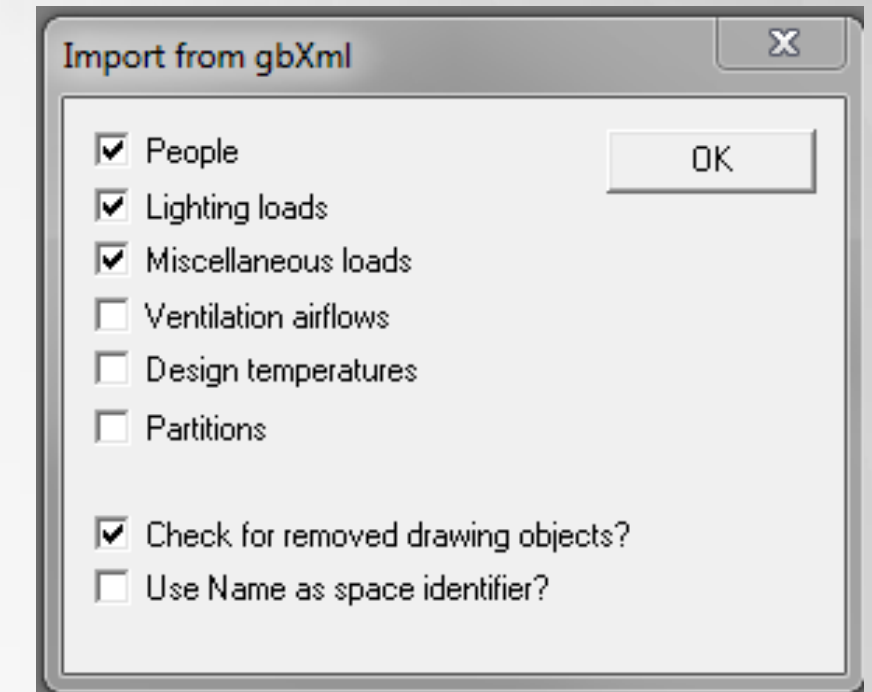 Import from gbXml
People
OK
Lighting loads
Miscellaneous loads
Ventilation airflows
Design temperatures
Partitions
Check for removed drawing objects?
Use Name as space identifier?